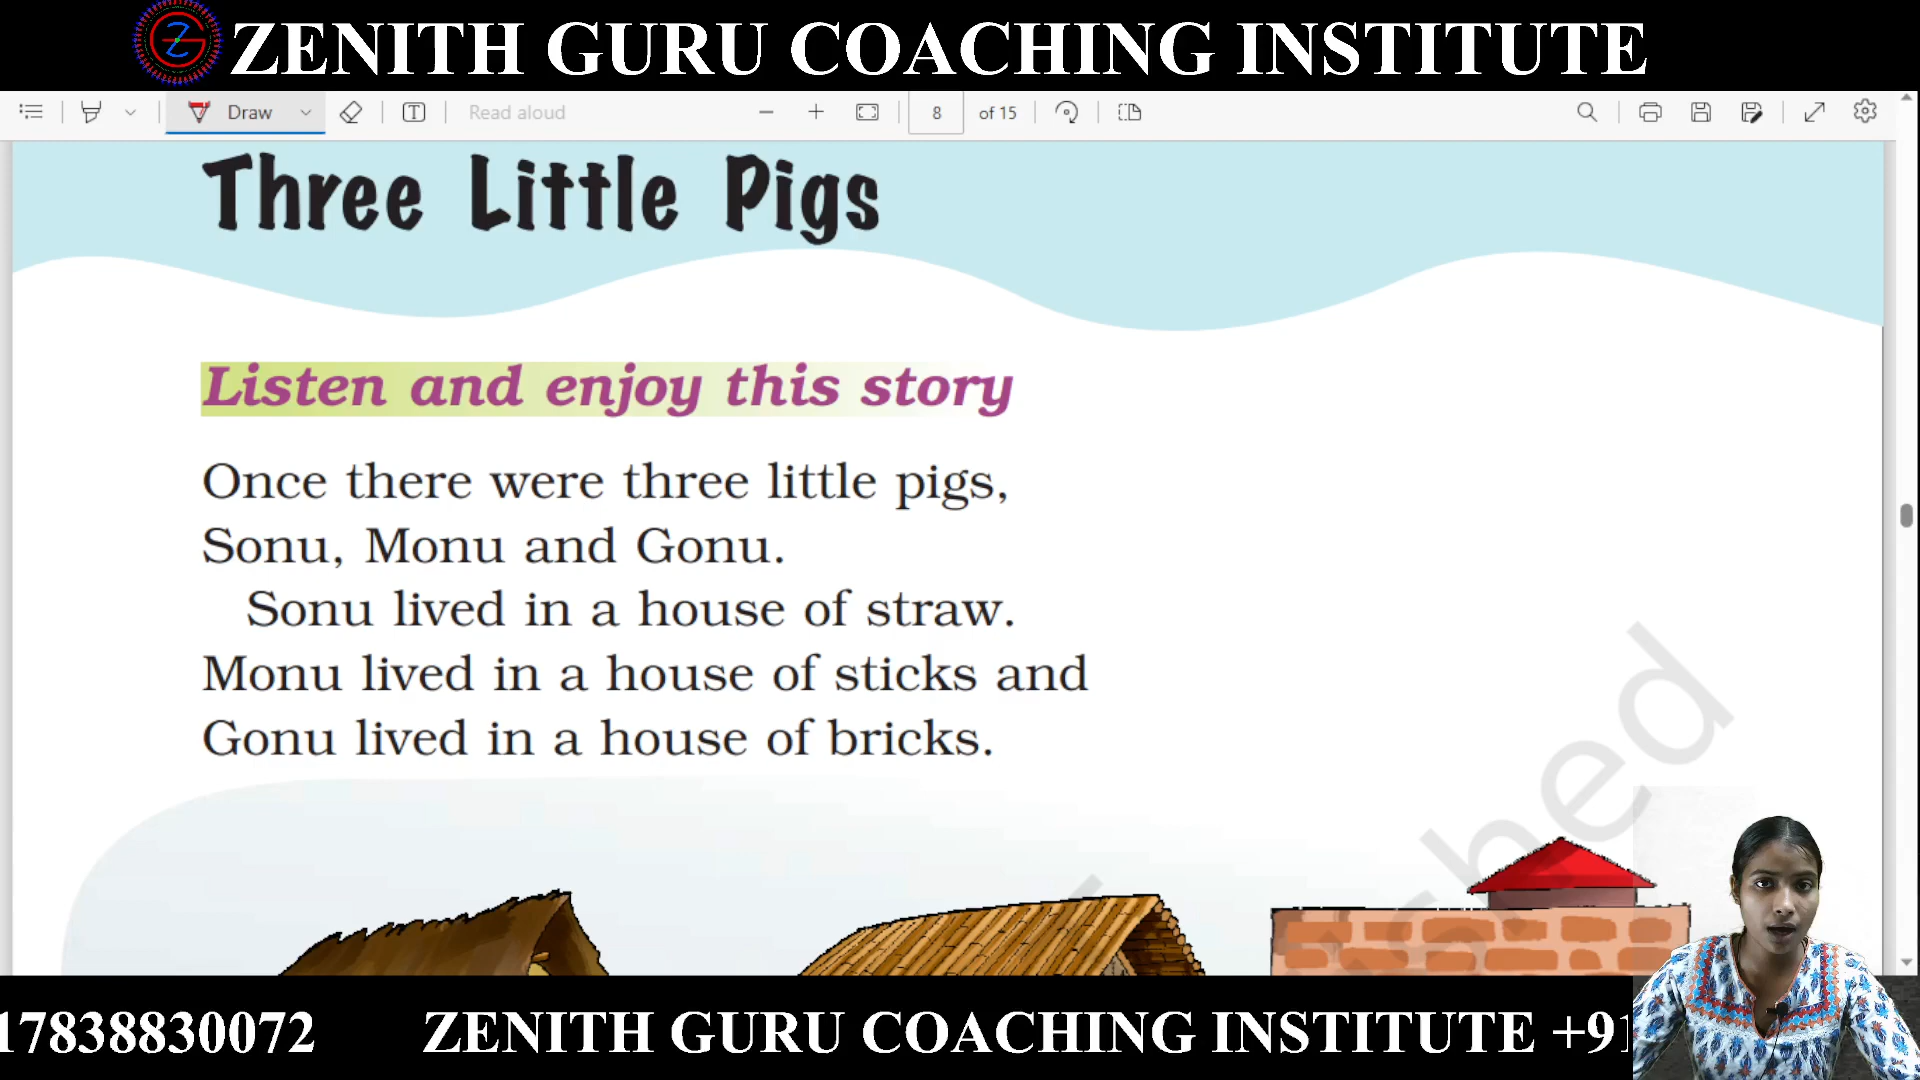 ZENITH GURU COACHING INSTITUTE
Draw
Read aloud
8 of 15
Three Little Pigs
Listen and enjoy this story
Once there were three little pigs,
Sonu, Monu and Gonu.
Sonu lived in a house of straw.
Monu lived in a house of sticks and
Gonu lived in a house of bricks.
shed
17838830072 ZENITH GURU COACHING INSTITUTE +91